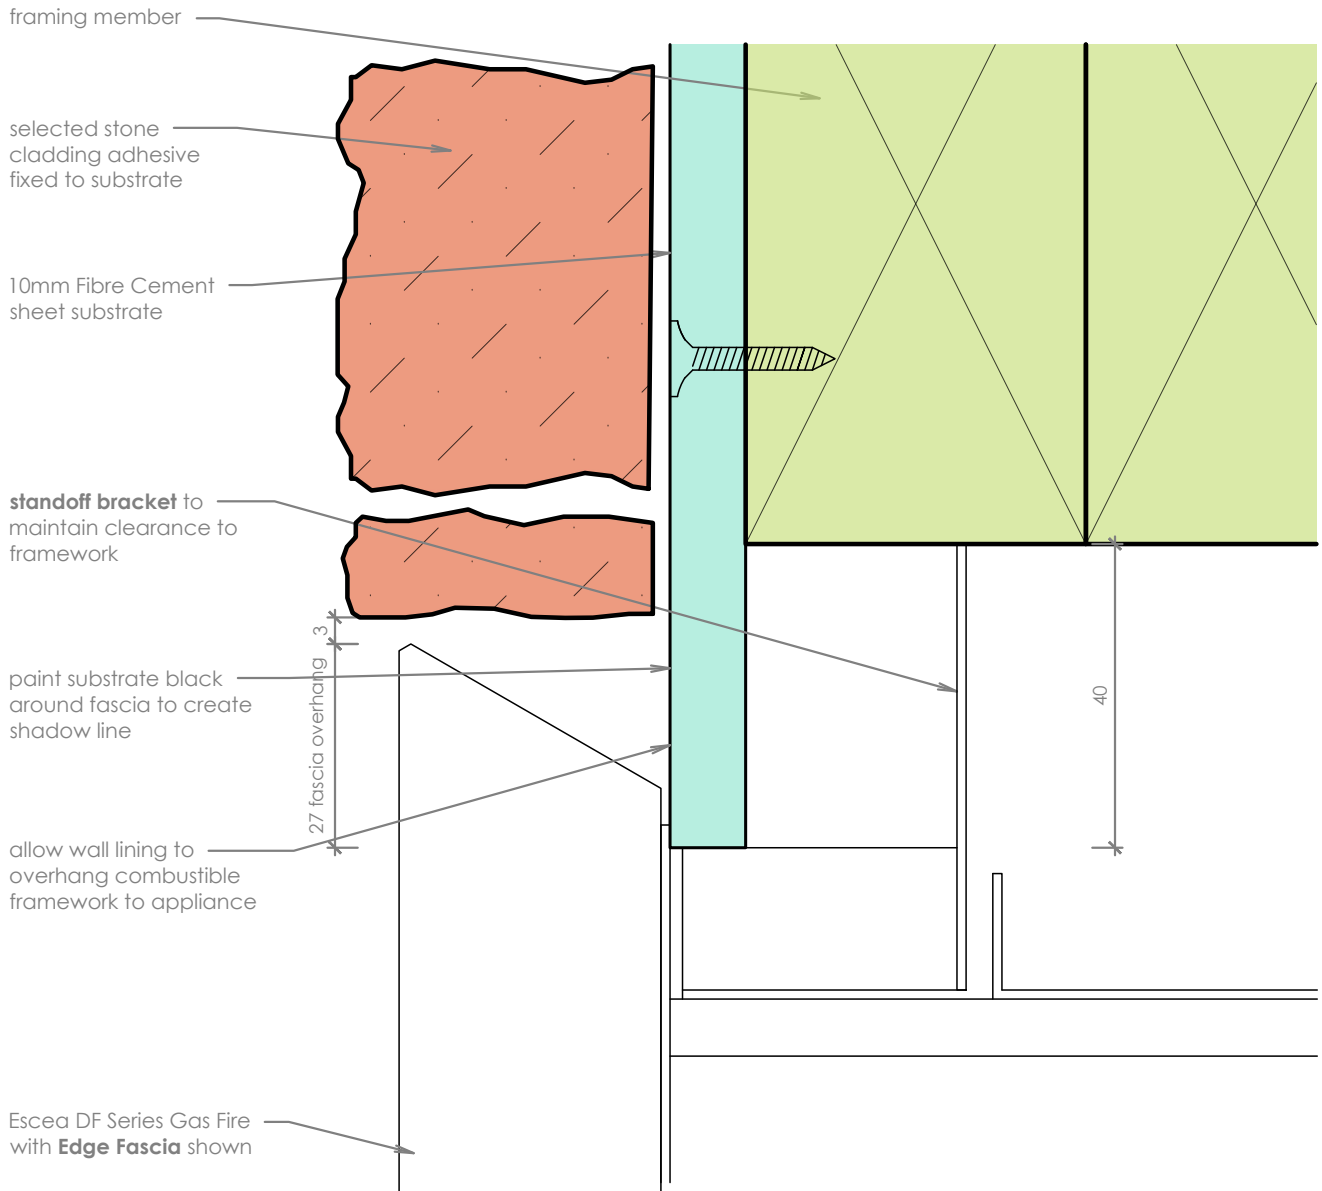 framing member
selected stone
cladding adhesive
fixed to substrate
10mm Fibre Cement
sheet substrate
standoff bracket to
maintain clearance to
framework
3
27 fascia overhang
40
paint substrate black
around fascia to create
shadow line
allow wall lining to
overhang combustible
framework to appliance
Escea DF Series Gas Fire
with Edge Fascia shown